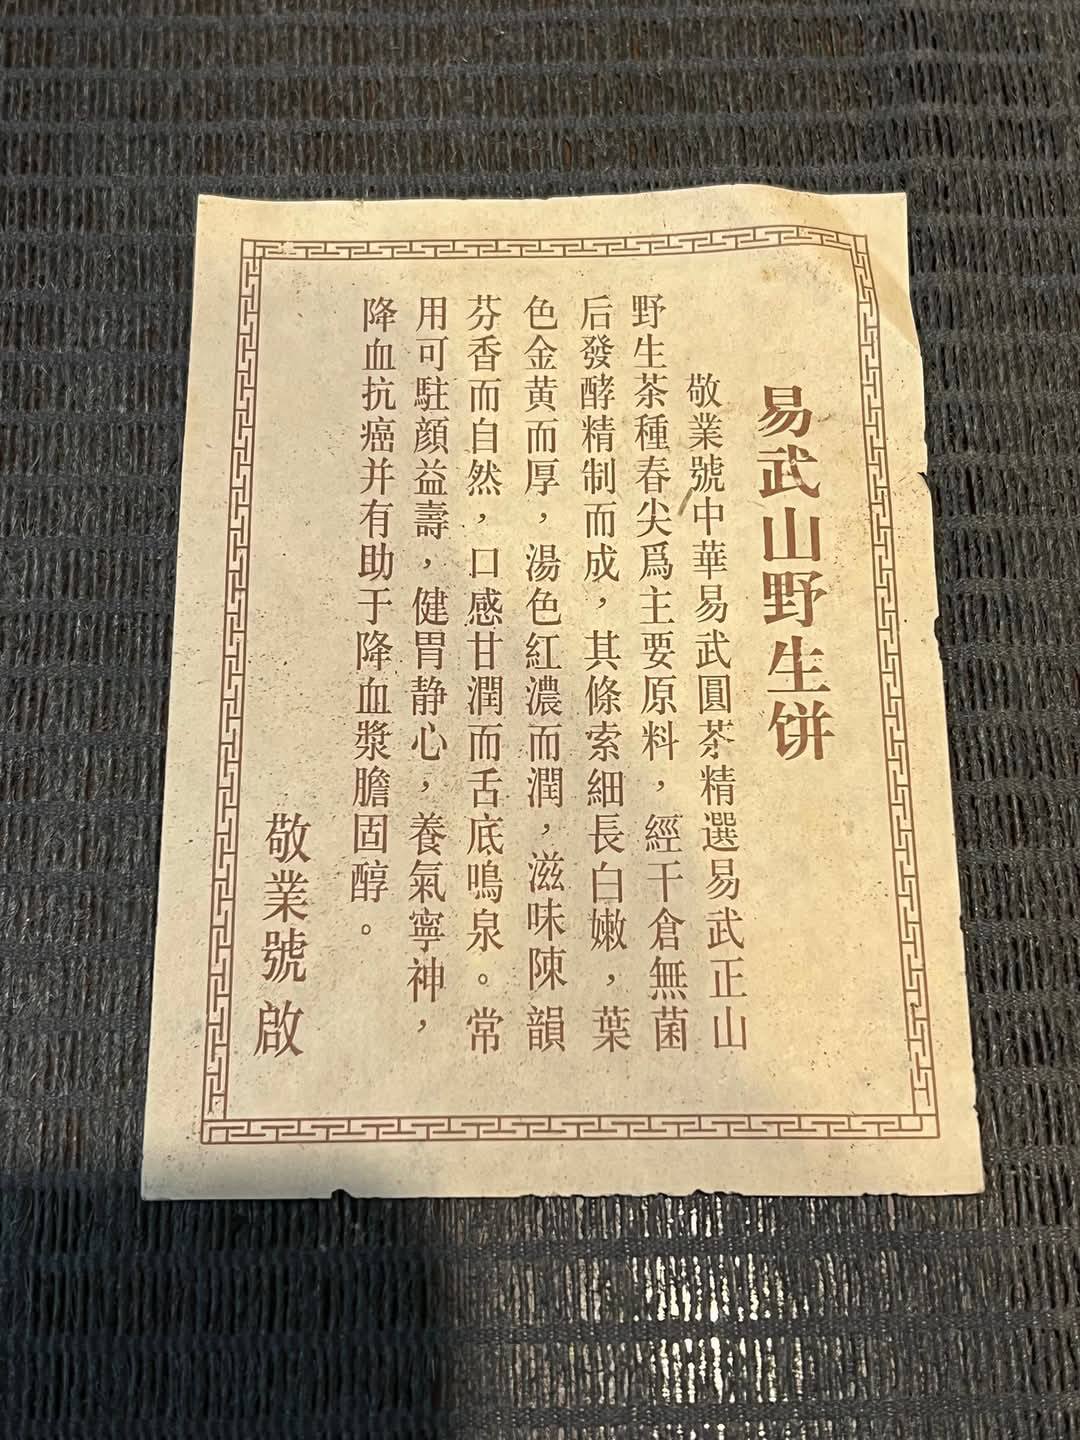 易武山野生饼
敬業號中華易武圓茶精選易武正山
野生茶種春尖爲主要原料，經干倉無菌
后發酵精制而成，其條索細長白嫩，葉
色金黄而厚，湯色紅濃而潤，滋味陳韻
芬香而自然，口感甘潤而舌底鳴泉。常
用可駐顔益壽，健胃静心，養氣寧神，
降血抗癌并有助于降血漿膽固醇。
敬業號啟